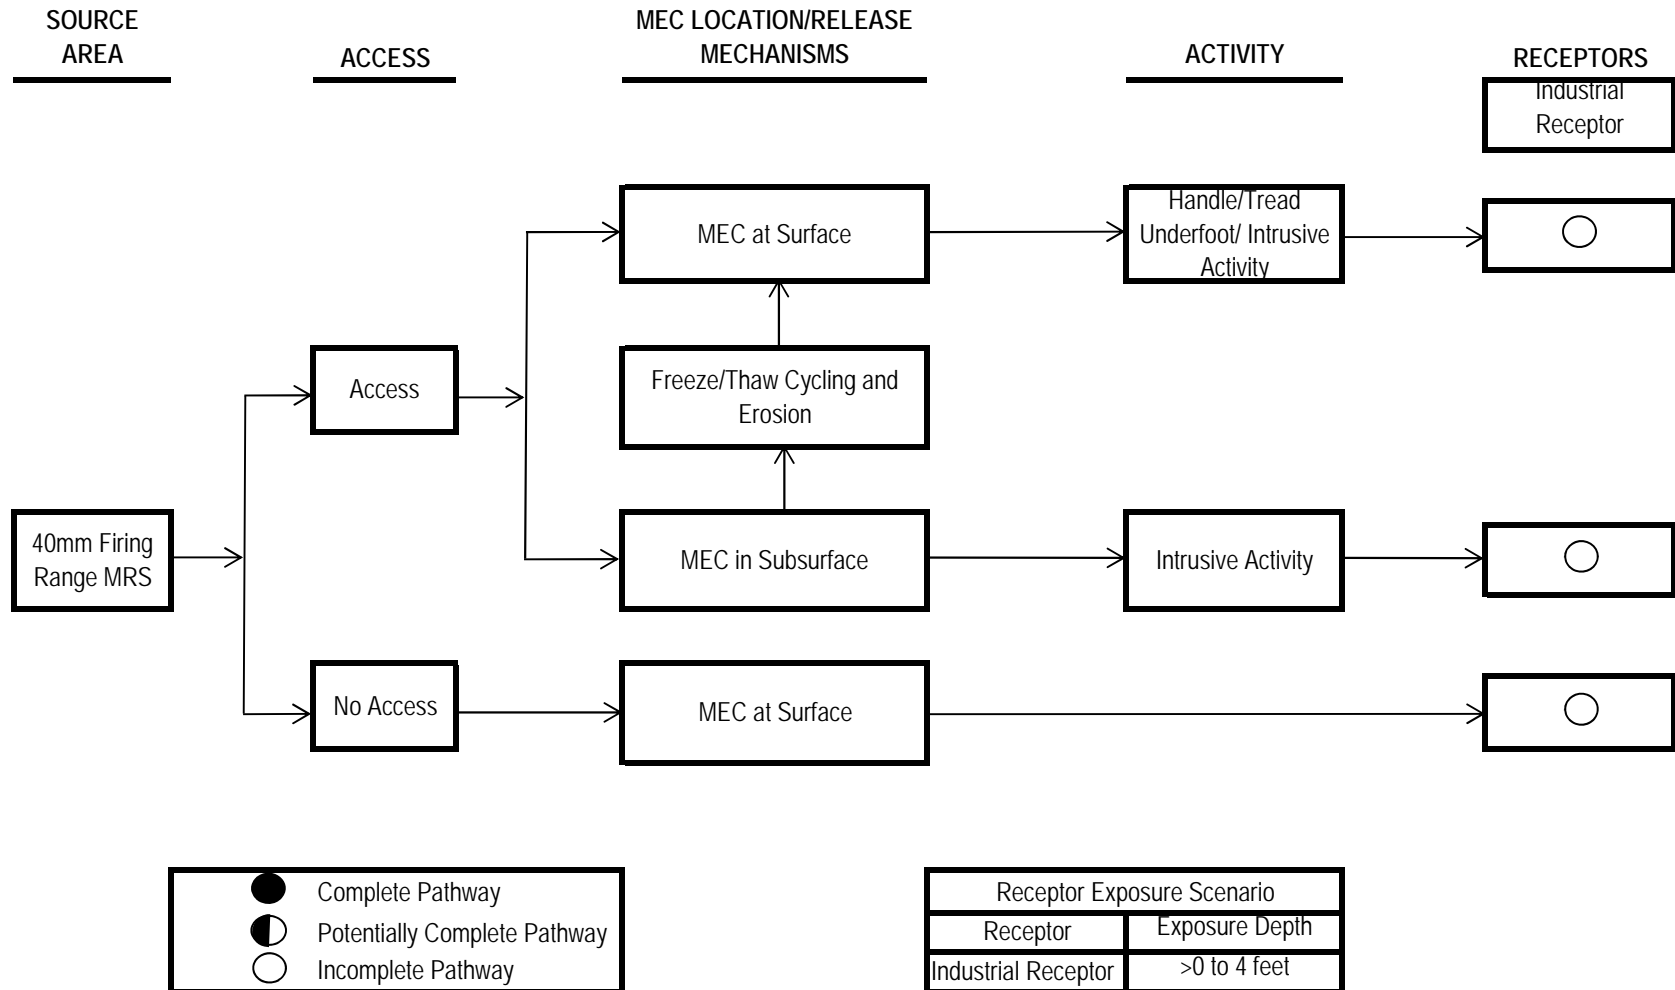 SOURCE
AREA
ACCESS
MEC LOCATION/RELEASE
MECHANISMS
ACTIVITY
RECEPTORS
Industrial
Receptor
MEC at Surface
Handle/Tread
Underfoot/ Intrusive
Activity
Access
Freeze/Thaw Cycling and
Erosion
40mm Firing
Range MRS
MEC in Subsurface
Intrusive Activity
No Access
MEC at Surface
Complete Pathway
Potentially Complete Pathway
Incomplete Pathway
Receptor Exposure Scenario
Receptor
Exposure Depth
Industrial Receptor
>0 to 4 feet